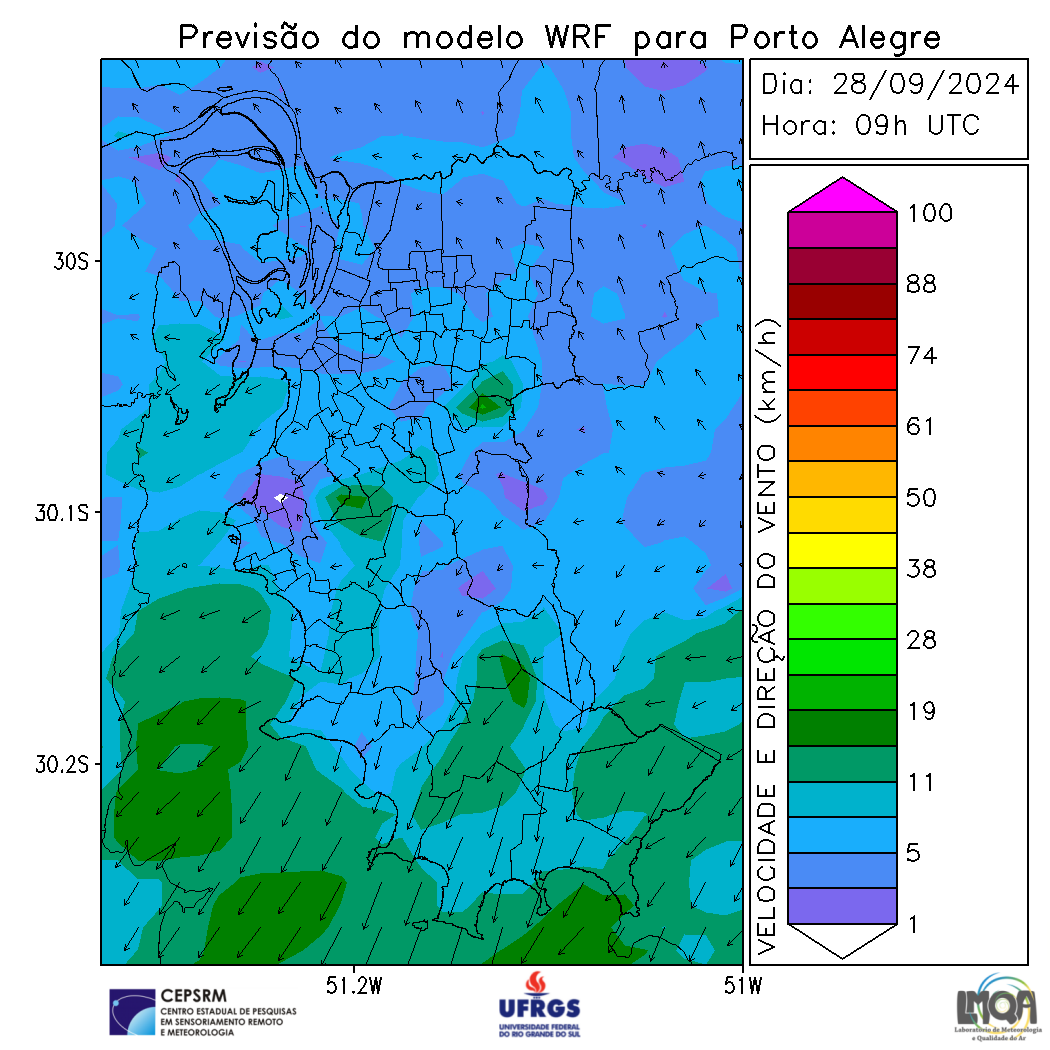 Previsão do modelo WRF para Porto Alegre
Dia: 28/09/2024
Hora: 09h UTC
30S
30.1S
30.2S
51.2W
51W
VELOCIDADE E DIREÇÃO DO VENTO (km/h)
100
88
74
61
50
38
28
19
11
5
1
CEPSRM
CENTRO ESTADUAL DE PESQUISAS
EM SENSORIAMENTO REMOTO
E METEOROLOGIA
UFRGS
UNIVERSIDADE FEDERAL
DO RIO GRANDE DO SUL
LMQA
Laboratório de Meteorologia
e Qualidade do Ar